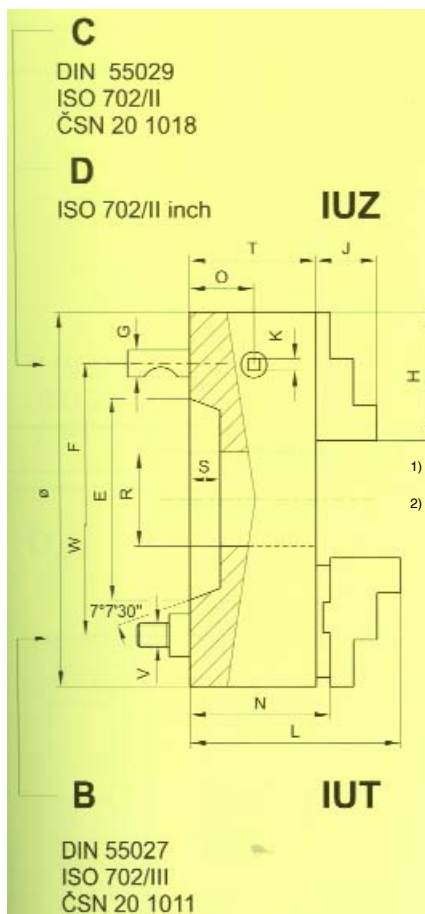 C
DIN 55029
ISO 702/II
ČSN 20 1018
D
ISO 702/II inch
IUZ
T
J
O
G
K
H
F
S
1)
E
R
ø
2)
W
7°7'30"
V
N
L
B
IUT
DIN 55027
ISO 702/III
ČSN 20 1011